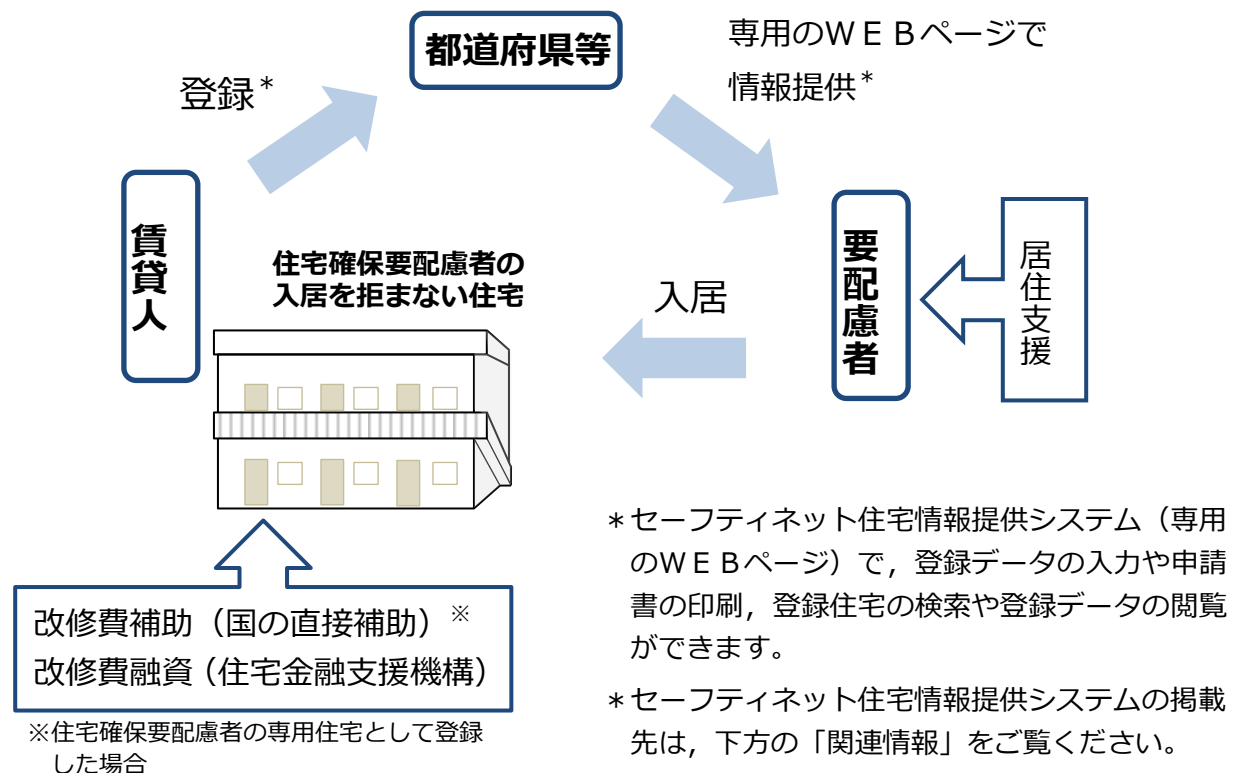 都道府県等
専用のＷＥＢページで
情報提供＊
登録＊
賃貸人
住宅確保要配慮者の
入居を拒まない住宅
入居
要配慮者
居住支援
改修費補助（国の直接補助）※
改修費融資（住宅金融支援機構）
※住宅確保要配慮者の専用住宅として登録
した場合
＊セーフティネット住宅情報提供システム（専用
のＷＥＢページ）で，登録データの入力や申請
書の印刷，登録住宅の検索や登録データの閲覧
ができます。
＊セーフティネット住宅情報提供システムの掲載
先は，下方の「関連情報」をご覧ください。